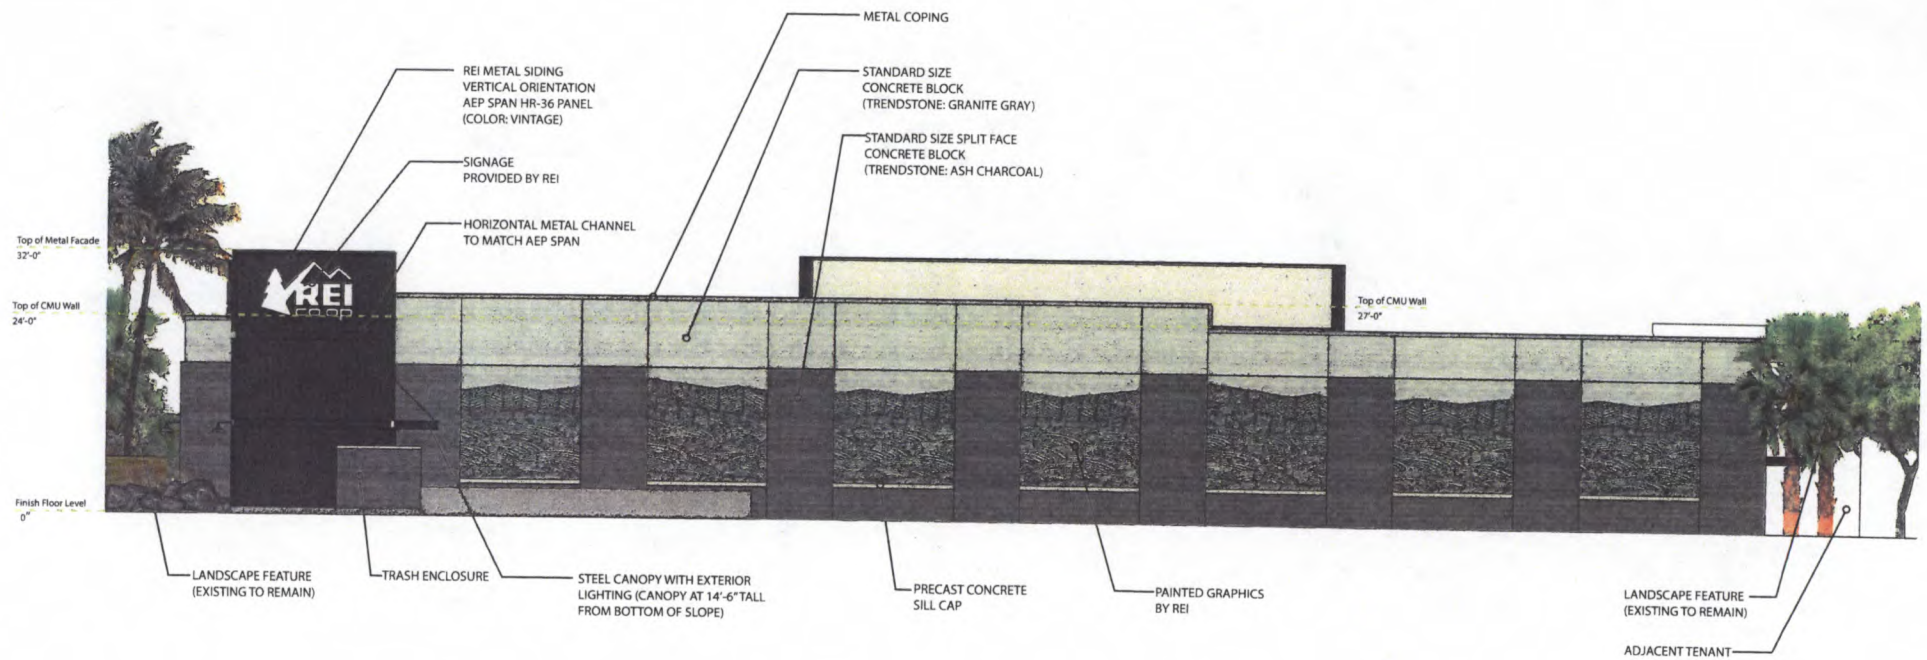 METAL COPING
REI METAL SIDING
VERTICAL ORIENTATION
AEP SPAN HR-36 PANEL
(COLOR: VINTAGE)
STANDARD SIZE
CONCRETE BLOCK
(TRENDSTONE: GRANITE GRAY)
STANDARD SIZE SPLIT FACE
CONCRETE BLOCK
(TRENDSTONE: ASH CHARCOAL)
SIGNAGE
PROVIDED BY REI
HORIZONTAL METAL CHANNEL
TO MATCH AEP SPAN
Top of Metal Facade
32'-0"
REI
co·op
Top of CMU Wall
24'-0"
Top of CMU Wall
27'-0"
Finish Floor Level
0"
LANDSCAPE FEATURE
(EXISTING TO REMAIN)
TRASH ENCLOSURE
STEEL CANOPY WITH EXTERIOR
LIGHTING (CANOPY AT 14'-6" TALL
FROM BOTTOM OF SLOPE)
PRECAST CONCRETE
SILL CAP
PAINTED GRAPHICS
BY REI
LANDSCAPE FEATURE
(EXISTING TO REMAIN)
ADJACENT TENANT